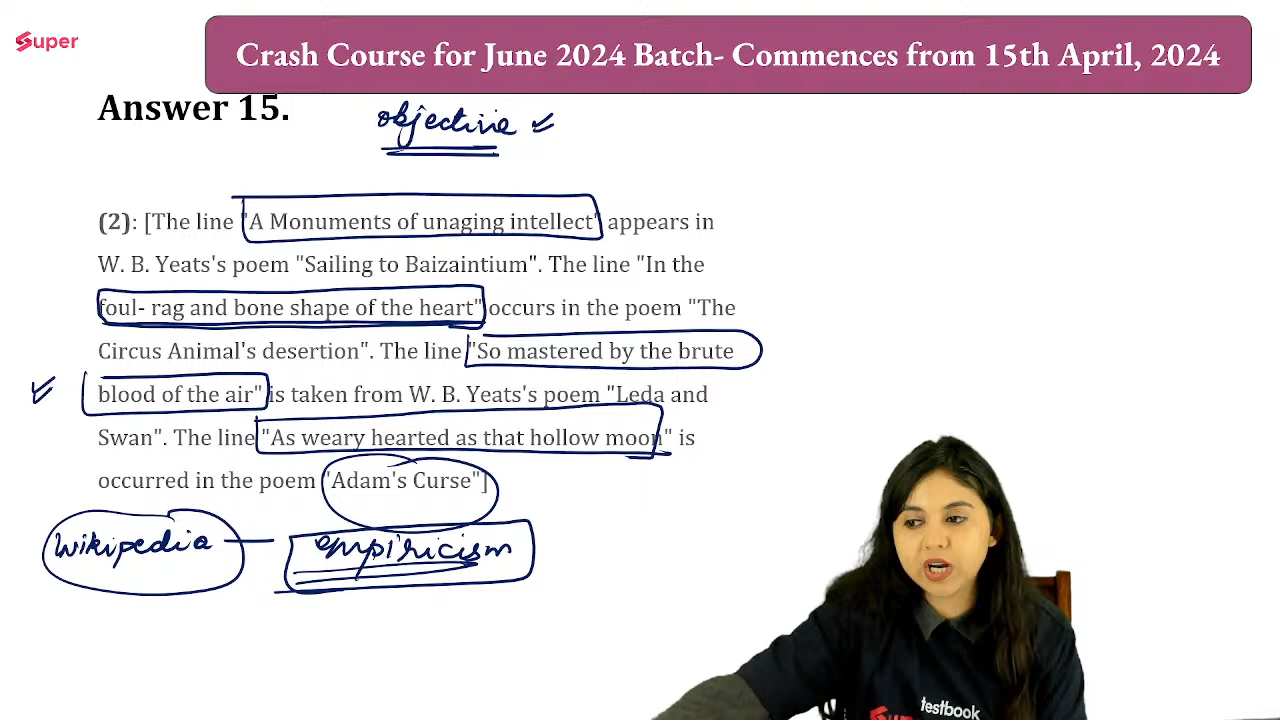 Super
Crash Course for June 2024 Batch- Commences from 15th April, 2024
Answer 15.
objective
(2): [The line "A Monuments of unaging intellect" appears in
W. B. Yeats's poem "Sailing to Baizaintium". The line "In the
foul- rag and bone shape of the heart" occurs in the poem "The
Circus Animal's desertion". The line "So mastered by the brute
blood of the air" is taken from W. B. Yeats's poem "Leda and
Swan". The line "As weary hearted as that hollow moon" is
occurred in the poem "Adam's Curse"]
Wikipedia — empiricism
testbook